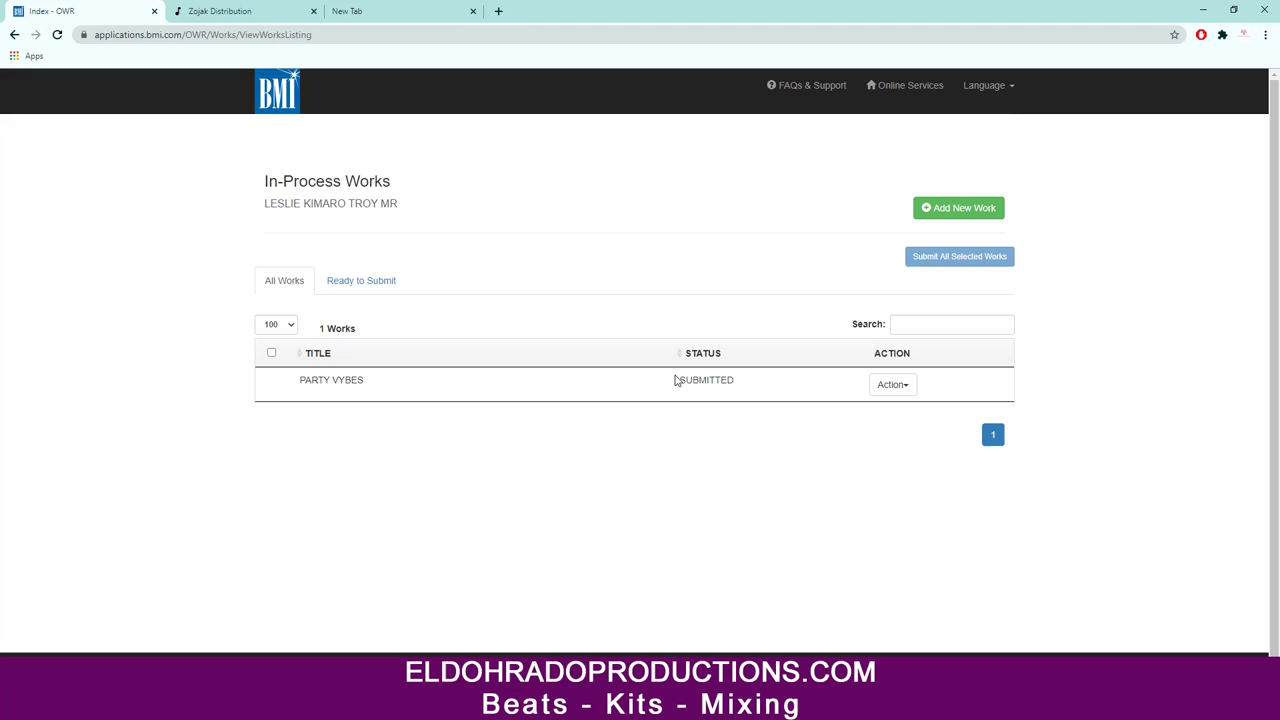 Index - OWR
Zojak Distribution
New Tab
applications.bmi.com/OWR/Works/ViewWorksListing
Apps
BMI
FAQs & Support
Online Services
Language
In-Process Works
LESLIE KIMARO TROY MR
Add New Work
Submit All Selected Works
All Works
Ready to Submit
100
1 Works
Search:
TITLE
STATUS
ACTION
PARTY VYBES
SUBMITTED
Action
1
ELDOHRADOPRODUCTIONS.COM
Beats - Kits - Mixing